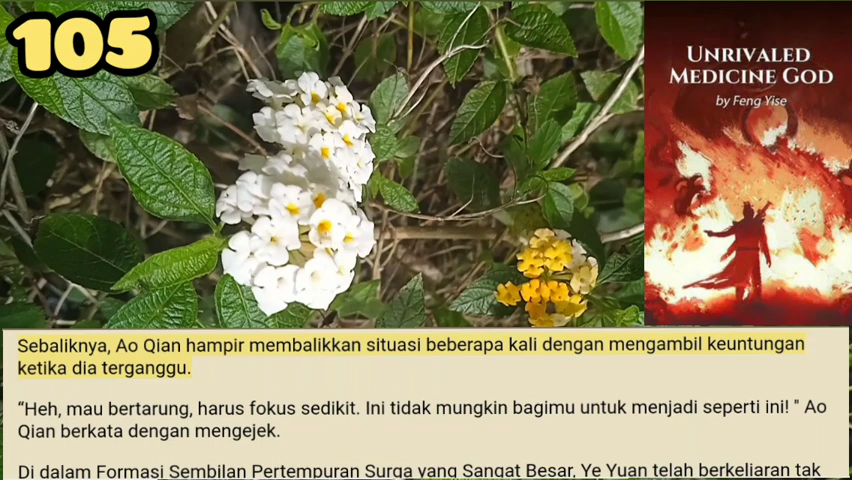 105
UNRIVALED
MEDICINE GOD
by Feng Yise
Sebaliknya, Ao Qian hampir membalikkan situasi beberapa kali dengan mengambil keuntungan
ketika dia terganggu.
“Heh, mau bertarung, harus fokus sedikit. Ini tidak mungkin bagimu untuk menjadi seperti ini! " Ao
Qian berkata dengan mengejek.
Di dalam Formasi Sembilan Pertempuran Surga yang Sangat Besar, Ye Yuan telah berkeliaran tak